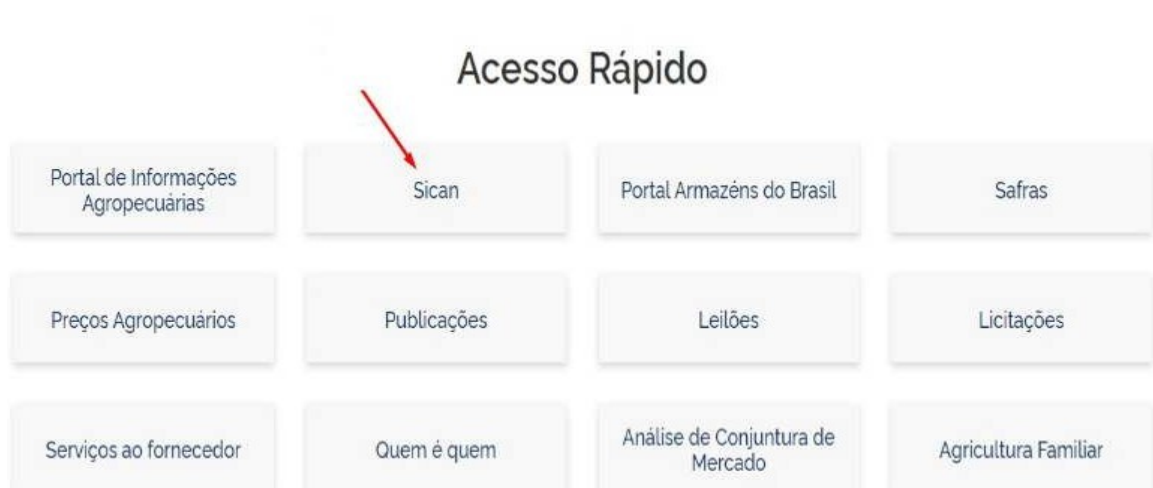 Acesso Rápido
Portal de Informações
Agropecuárias
Sican
Portal Armazéns do Brasil
Safras
Preços Agropecuários
Publicações
Leilões
Licitações
Serviços ao fornecedor
Quem é quem
Análise de Conjuntura de
Mercado
Agricultura Familiar